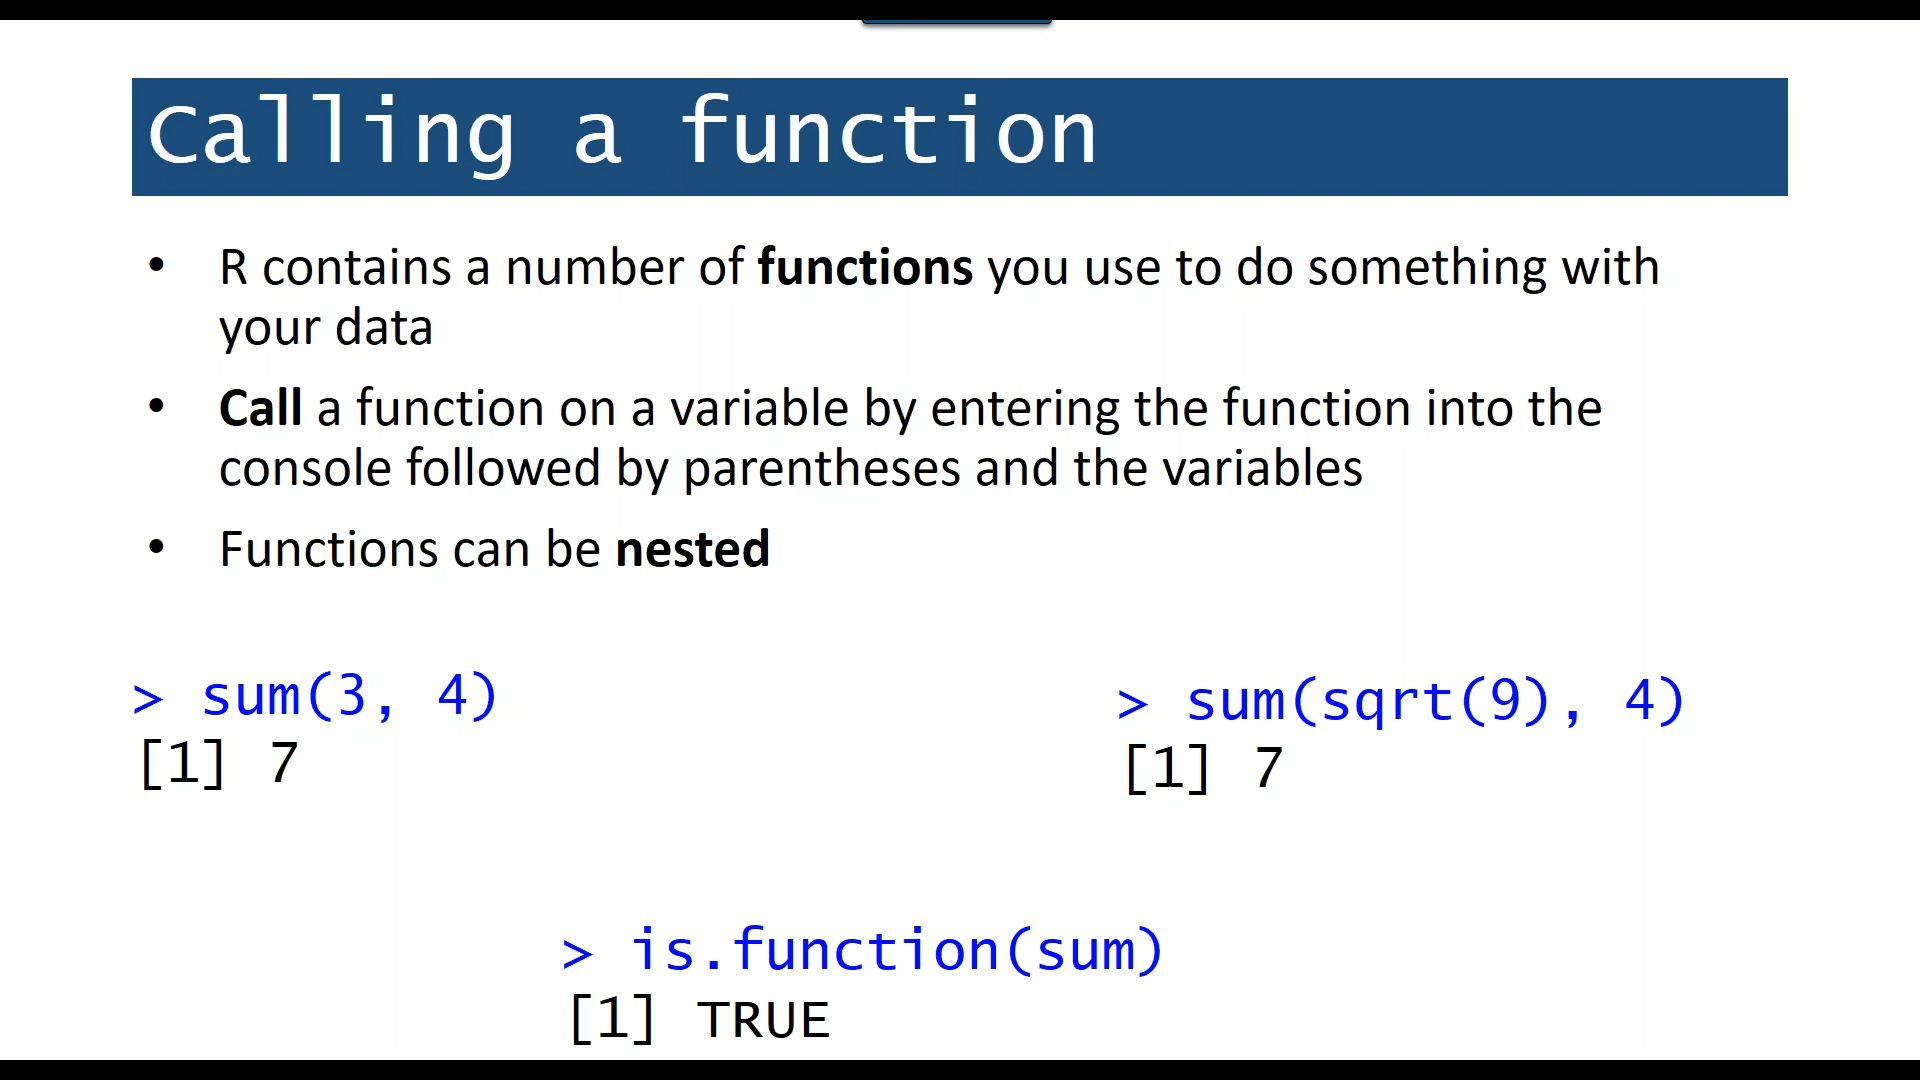 Calling a function
• R contains a number of functions you use to do something with
your data
• Call a function on a variable by entering the function into the
console followed by parentheses and the variables
• Functions can be nested
> sum(3, 4)
[1] 7
> sum(sqrt(9), 4)
[1] 7
> is.function(sum)
[1] TRUE